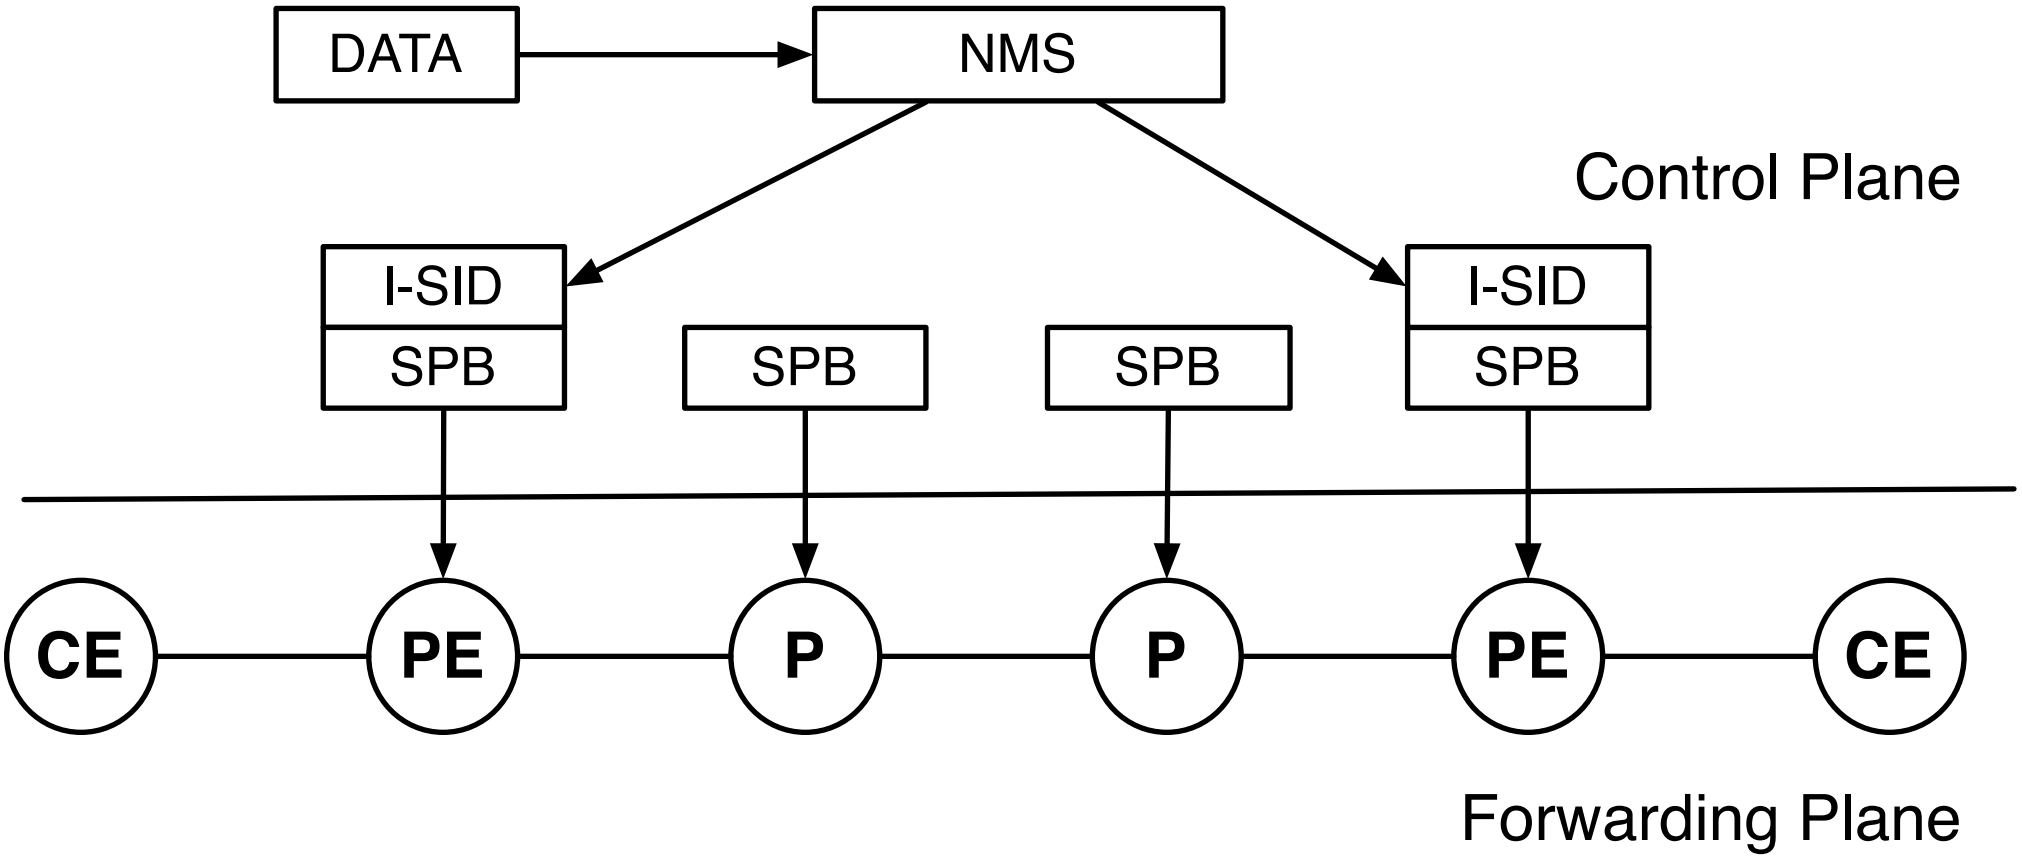 DATA
NMS
Control Plane
I-SID
I-SID
SPB
SPB
SPB
SPB
CE
PE
P
P
PE
CE
Forwarding Plane